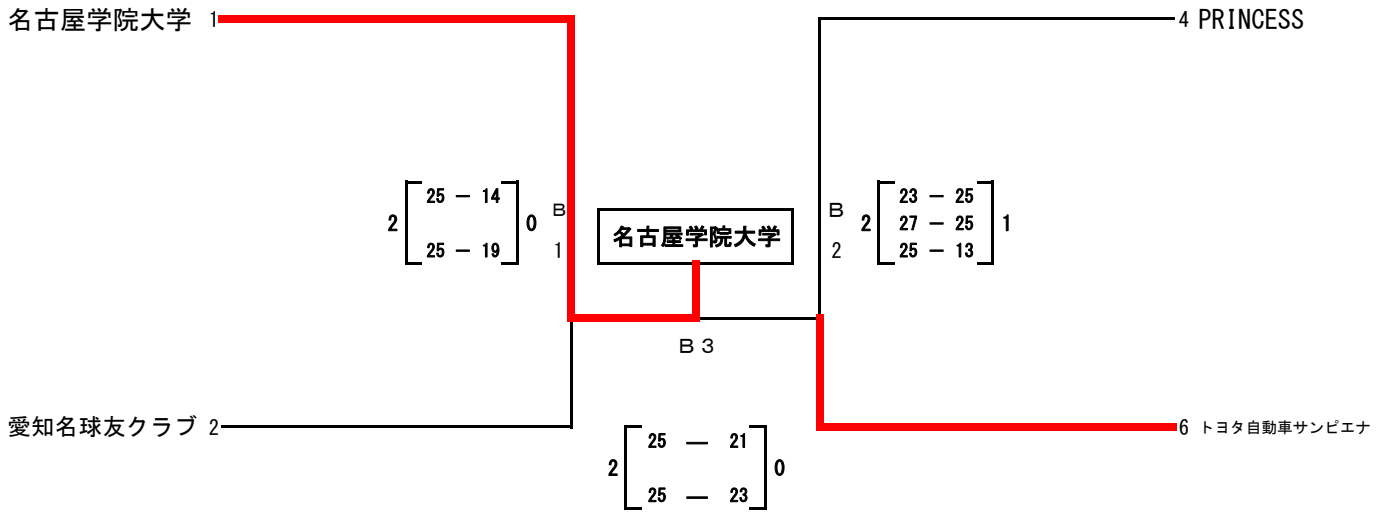 名古屋学院大学 1
4 PRINCESS
2 25 － 14 0
25 － 19
B
1
名古屋学院大学
B
2
2 23 － 25 1
27 － 25
25 － 13
B 3
愛知名球友クラブ 2
6 トヨタ自動車サンビエナ
2 25 ― 21 0
25 ― 23